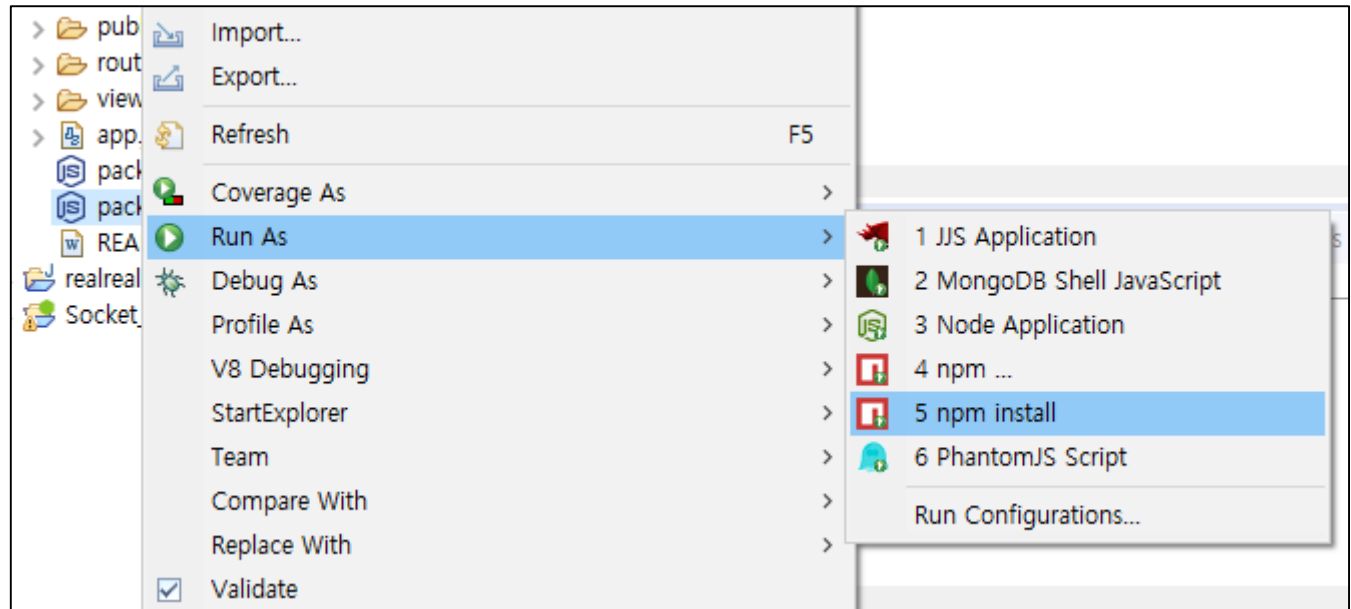 pub
rout
view
app.
pack
pack
REA
realreal
Socket_
Import...
Export...
Refresh F5
Coverage As
Run As
Debug As
Profile As
V8 Debugging
StartExplorer
Team
Compare With
Replace With
Validate
1 JJS Application
2 MongoDB Shell JavaScript
3 Node Application
4 npm ...
5 npm install
6 PhantomJS Script
Run Configurations...